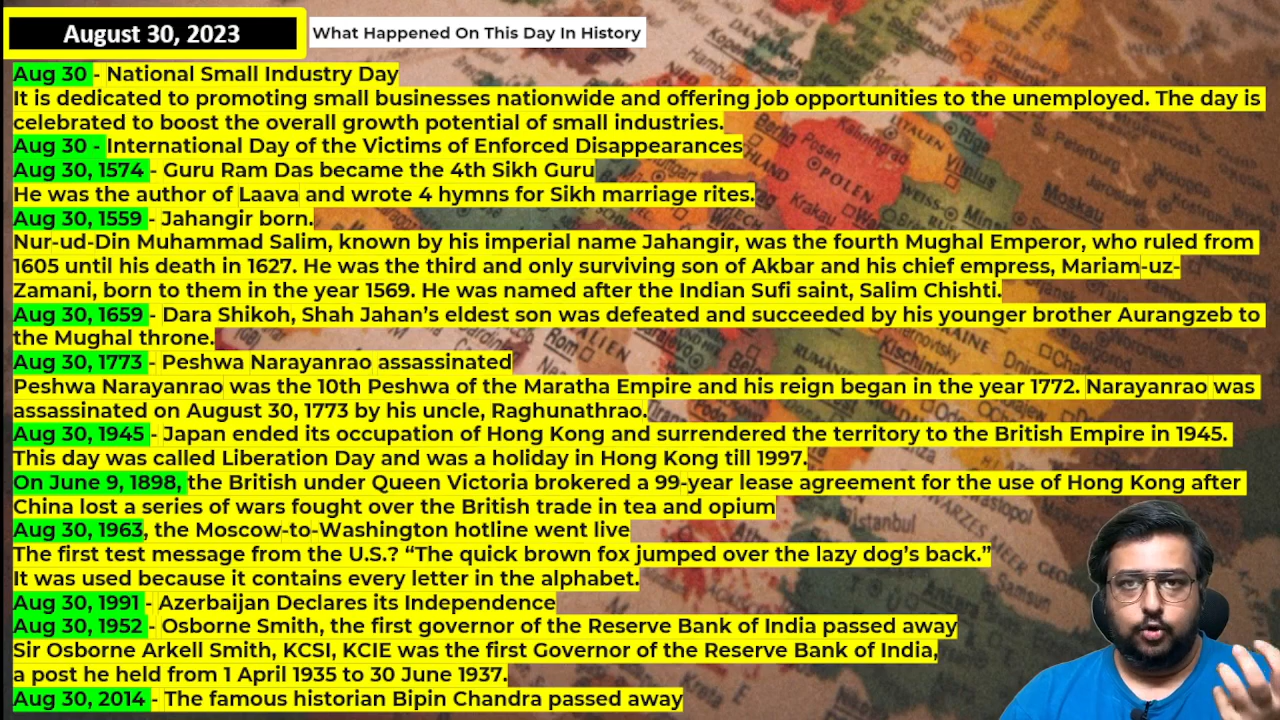 August 30, 2023
What Happened On This Day In History
Aug 30 - National Small Industry Day
It is dedicated to promoting small businesses nationwide and offering job opportunities to the unemployed. The day is
celebrated to boost the overall growth potential of small industries.
Aug 30 - International Day of the Victims of Enforced Disappearances
Aug 30, 1574 - Guru Ram Das became the 4th Sikh Guru
He was the author of Laava and wrote 4 hymns for Sikh marriage rites.
Aug 30, 1559 - Jahangir born.
Nur-ud-Din Muhammad Salim, known by his imperial name Jahangir, was the fourth Mughal Emperor, who ruled from
1605 until his death in 1627. He was the third and only surviving son of Akbar and his chief empress, Mariam-uz-
Zamani, born to them in the year 1569. He was named after the Indian Sufi saint, Salim Chishti.
Aug 30, 1659 - Dara Shikoh, Shah Jahan's eldest son was defeated and succeeded by his younger brother Aurangzeb to
the Mughal throne.
Aug 30, 1773 - Peshwa Narayanrao assassinated
Peshwa Narayanrao was the 10th Peshwa of the Maratha Empire and his reign began in the year 1772. Narayanrao was
assassinated on August 30, 1773 by his uncle, Raghunathrao.
Aug 30, 1945 - Japan ended its occupation of Hong Kong and surrendered the territory to the British Empire in 1945.
This day was called Liberation Day and was a holiday in Hong Kong till 1997.
On June 9, 1898, the British under Queen Victoria brokered a 99-year lease agreement for the use of Hong Kong after
China lost a series of wars fought over the British trade in tea and opium
Aug 30, 1963, the Moscow-to-Washington hotline went live
The first test message from the U.S.? “The quick brown fox jumped over the lazy dog’s back.”
It was used because it contains every letter in the alphabet.
Aug 30, 1991 - Azerbaijan Declares its Independence
Aug 30, 1952 - Osborne Smith, the first governor of the Reserve Bank of India passed away
Sir Osborne Arkell Smith, KCSI, KCIE was the first Governor of the Reserve Bank of India,
a post he held from 1 April 1935 to 30 June 1937.
Aug 30, 2014 - The famous historian Bipin Chandra passed away
Berlin
Posen
Kaliningrad
LITAUEN
Riga
Vilnius
POLEN
Krakau
Minsk
St. Petersburg
Moskau
Rom
Kischinew
Istanbul
Ankara
Samsun